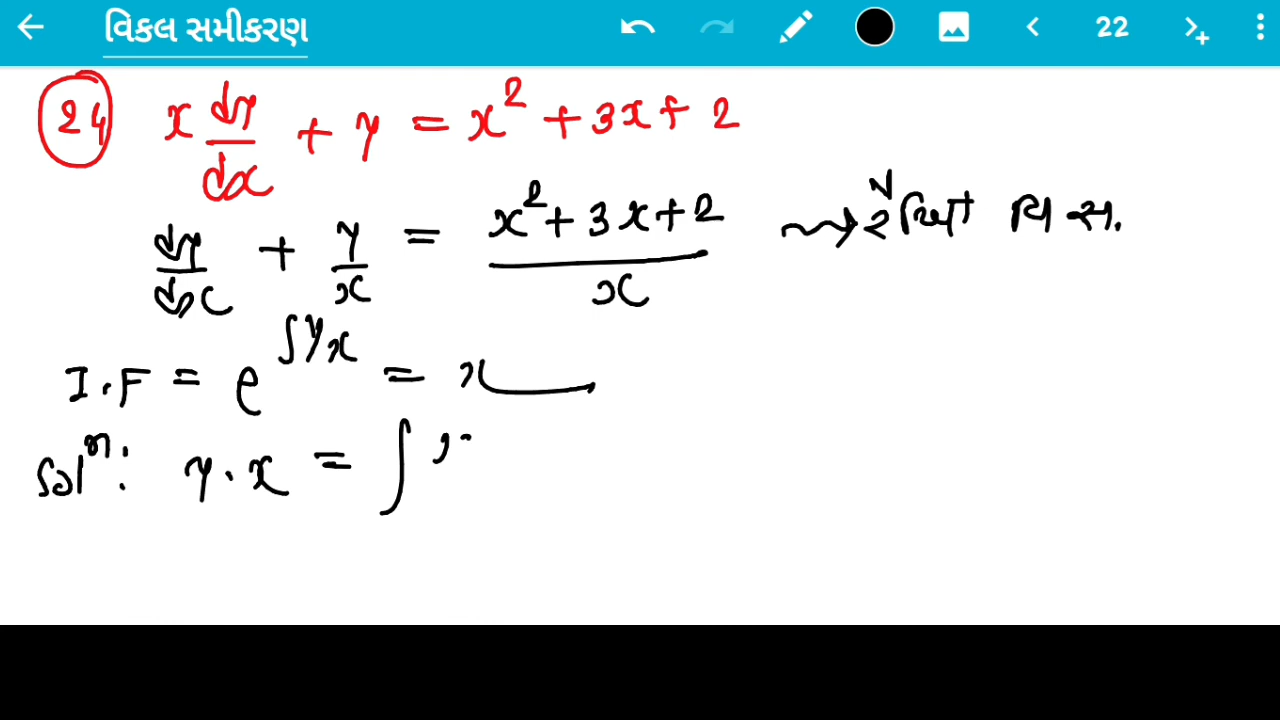 વિકલ સમીકરણ
22
24 x dy/dx + y = x² + 3x + 2
dy/dx + y/x = (x² + 3x + 2)/x ⇝ વિ સ.
I.F = e^∫1/x = x
Solⁿ: y · x = ∫